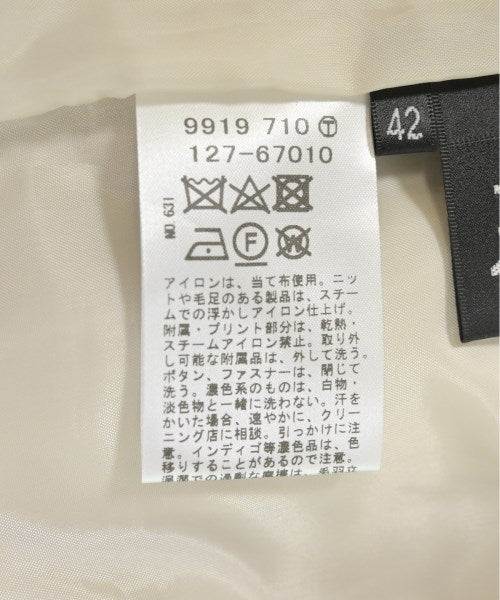 9919 710 Ⓣ
42
127-67010
NO. 631
F W
アイロンは、当て布使用。ニッ
トや毛足のある製品は、スチー
ムでの浮かしアイロン仕上げ。
附属・プリント部分は、乾熱・
スチームアイロン禁止。取り外
し可能な附属品は、外して洗う。
ボタン、ファスナーは、閉じて
洗う。濃色系のものは、白物・
淡色物と一緒に洗わない。汗を
かいた場合、速やかに、クリー
ニング店に相談。引っかけに注
意。インディゴ等濃色品は、色
移りすることがあるので注意。